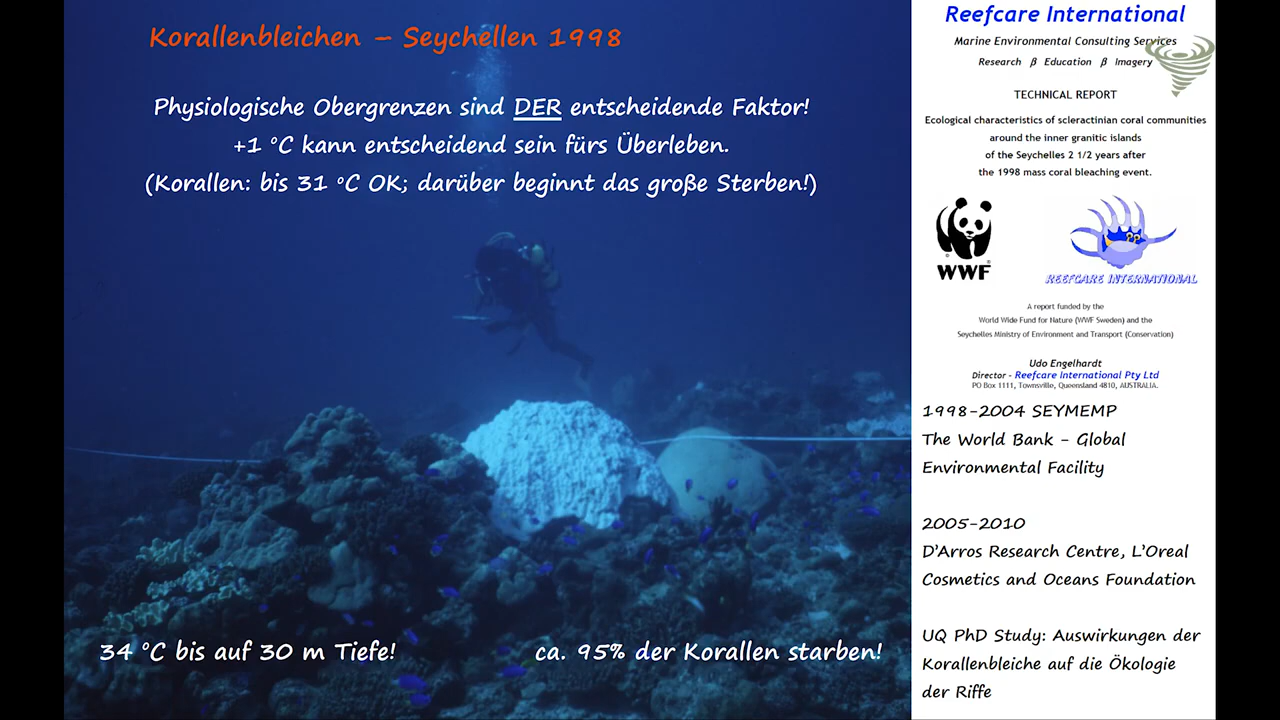 Korallenbleichen – Seychellen 1998
Physiologische Obergrenzen sind DER entscheidende Faktor!
+1 °C kann entscheidend sein fürs Überleben.
(Korallen: bis 31 °C OK; darüber beginnt das große Sterben!)
34 °C bis auf 30 m Tiefe!
ca. 95% der Korallen starben!
Reefcare International
Marine Environmental Consulting Services
Research β Education β Imagery
TECHNICAL REPORT
Ecological characteristics of scleractinian coral communities
around the inner granitic islands
of the Seychelles 2 1/2 years after
the 1998 mass coral bleaching event.
WWF
REEFCARE INTERNATIONAL
A report funded by the
World Wide Fund for Nature (WWF Sweden) and the
Seychelles Ministry of Environment and Transport (Conservation)
Udo Engelhardt
Director - Reefcare International Pty Ltd
PO Box 1111, Townsville, Queensland 4810, AUSTRALIA.
1998-2004 SEYMEMP
The World Bank - Global
Environmental Facility
2005-2010
D'Arros Research Centre, L'Oreal
Cosmetics and Oceans Foundation
UQ PhD Study: Auswirkungen der
Korallenbleiche auf die Ökologie
der Riffe